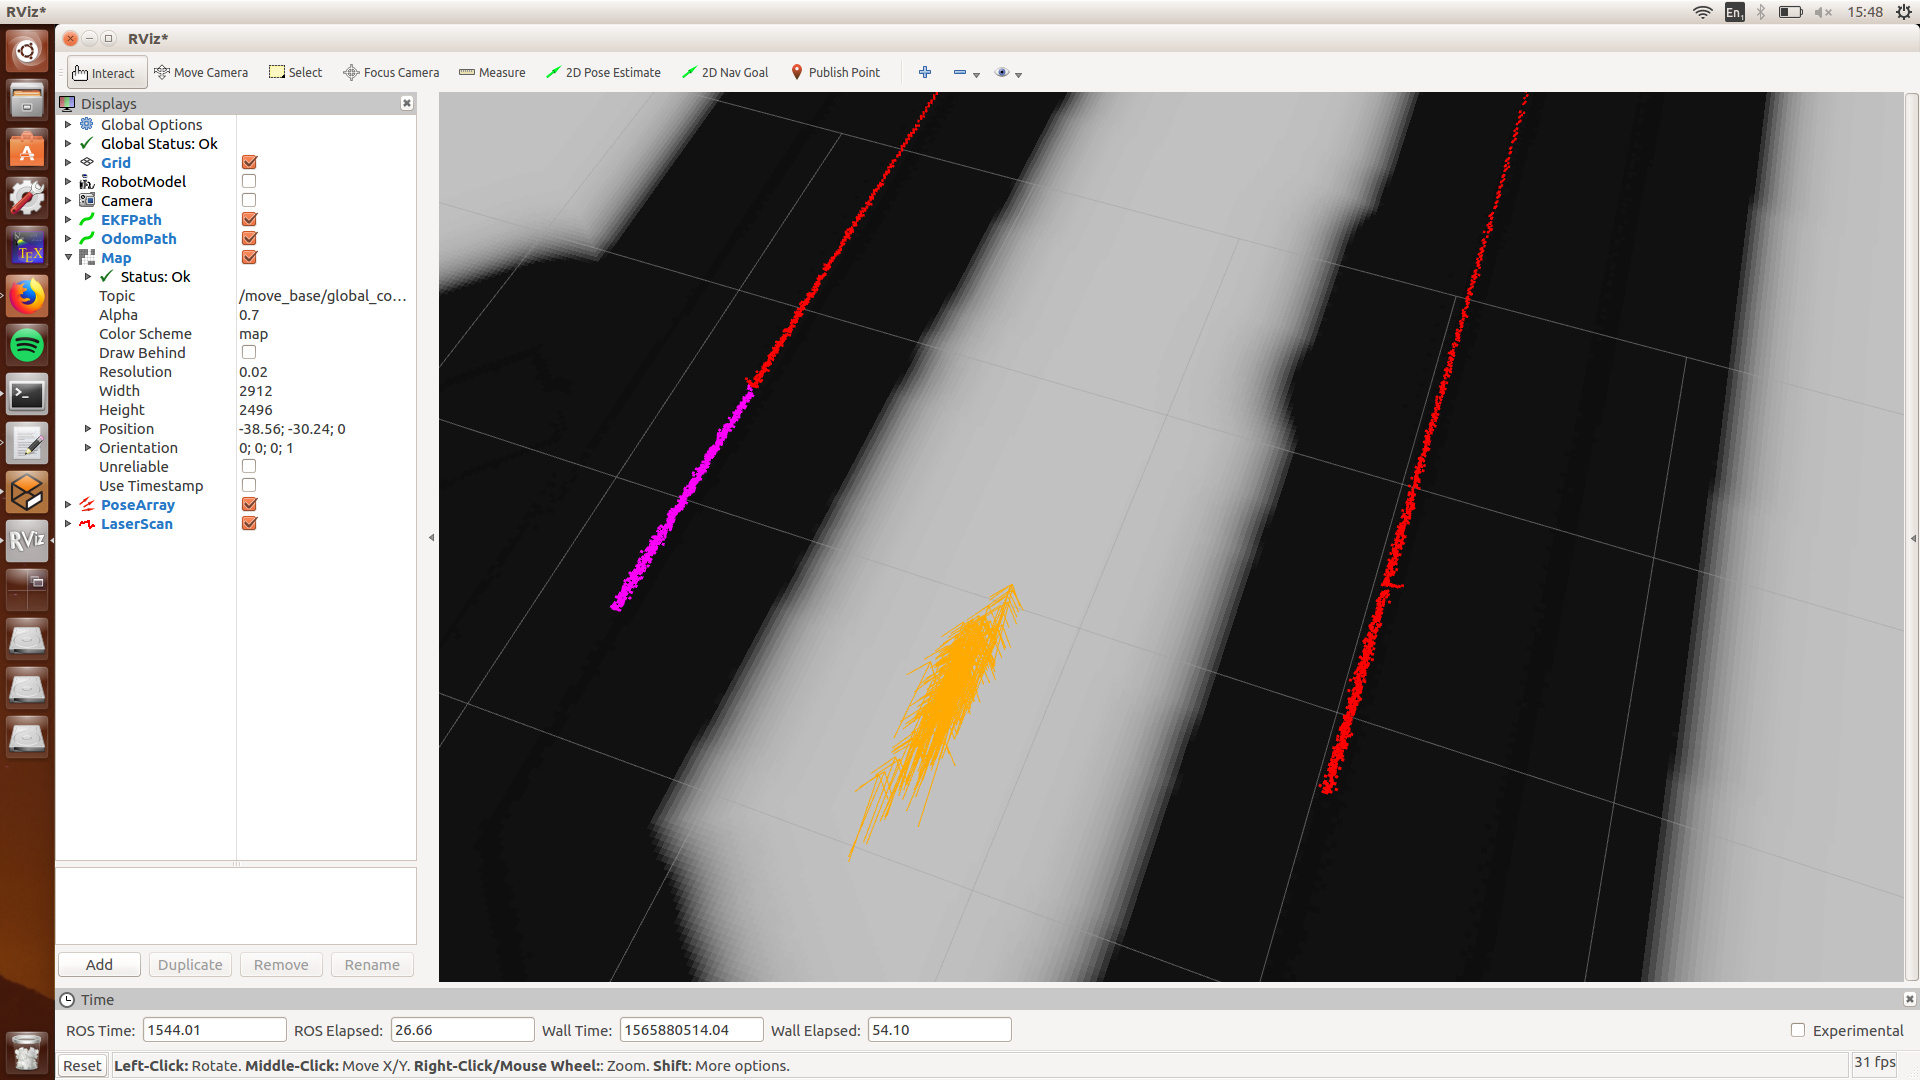 RViz*
En1
15:48
RViz*
Interact
Move Camera
Select
Focus Camera
Measure
2D Pose Estimate
2D Nav Goal
Publish Point
Displays
Global Options
Global Status: Ok
Grid
RobotModel
Camera
EKFPath
OdomPath
Map
Status: Ok
Topic /move_base/global_co...
Alpha 0.7
Color Scheme map
Draw Behind
Resolution 0.02
Width 2912
Height 2496
Position -38.56; -30.24; 0
Orientation 0; 0; 0; 1
Unreliable
Use Timestamp
PoseArray
LaserScan
TEX
RViz
Add Duplicate Remove Rename
Time
ROS Time: 1544.01 ROS Elapsed: 26.66 Wall Time: 1565880514.04 Wall Elapsed: 54.10 Experimental
Reset Left-Click: Rotate. Middle-Click: Move X/Y. Right-Click/Mouse Wheel:: Zoom. Shift: More options. 31 fps